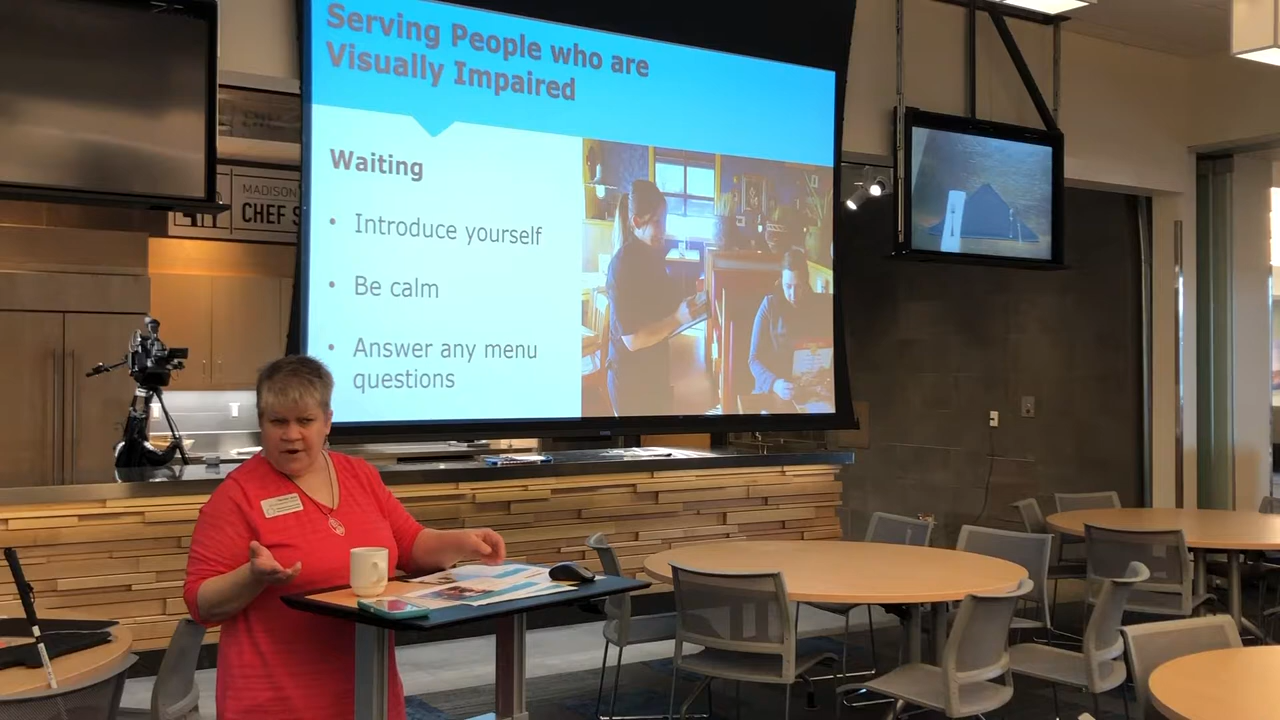 Serving People who are
Visually Impaired
Waiting
• Introduce yourself
• Be calm
• Answer any menu
questions
MADISON
CHEF S